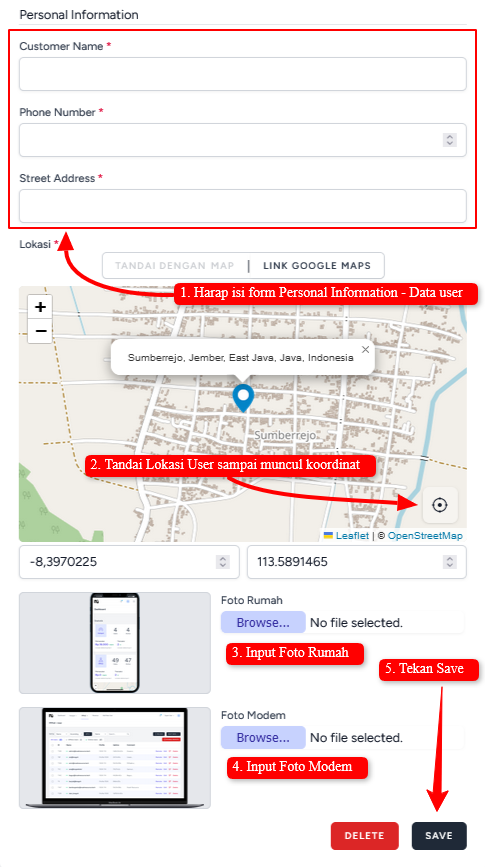 Personal Information
Customer Name *
Phone Number *
Street Address *
Lokasi *
TANDAI DENGAN MAP | LINK GOOGLE MAPS
1. Harap isi form Personal Information - Data user
+
−
Sumberrejo, Jember, East Java, Java, Indonesia ×
Sumberrejo
2. Tandai Lokasi User sampai muncul koordinat
Leaflet | © OpenStreetMap
-8,3970225
113.5891465
Foto Rumah
Browse... No file selected.
3. Input Foto Rumah
5. Tekan Save
Foto Modem
Browse... No file selected.
4. Input Foto Modem
DELETE
SAVE